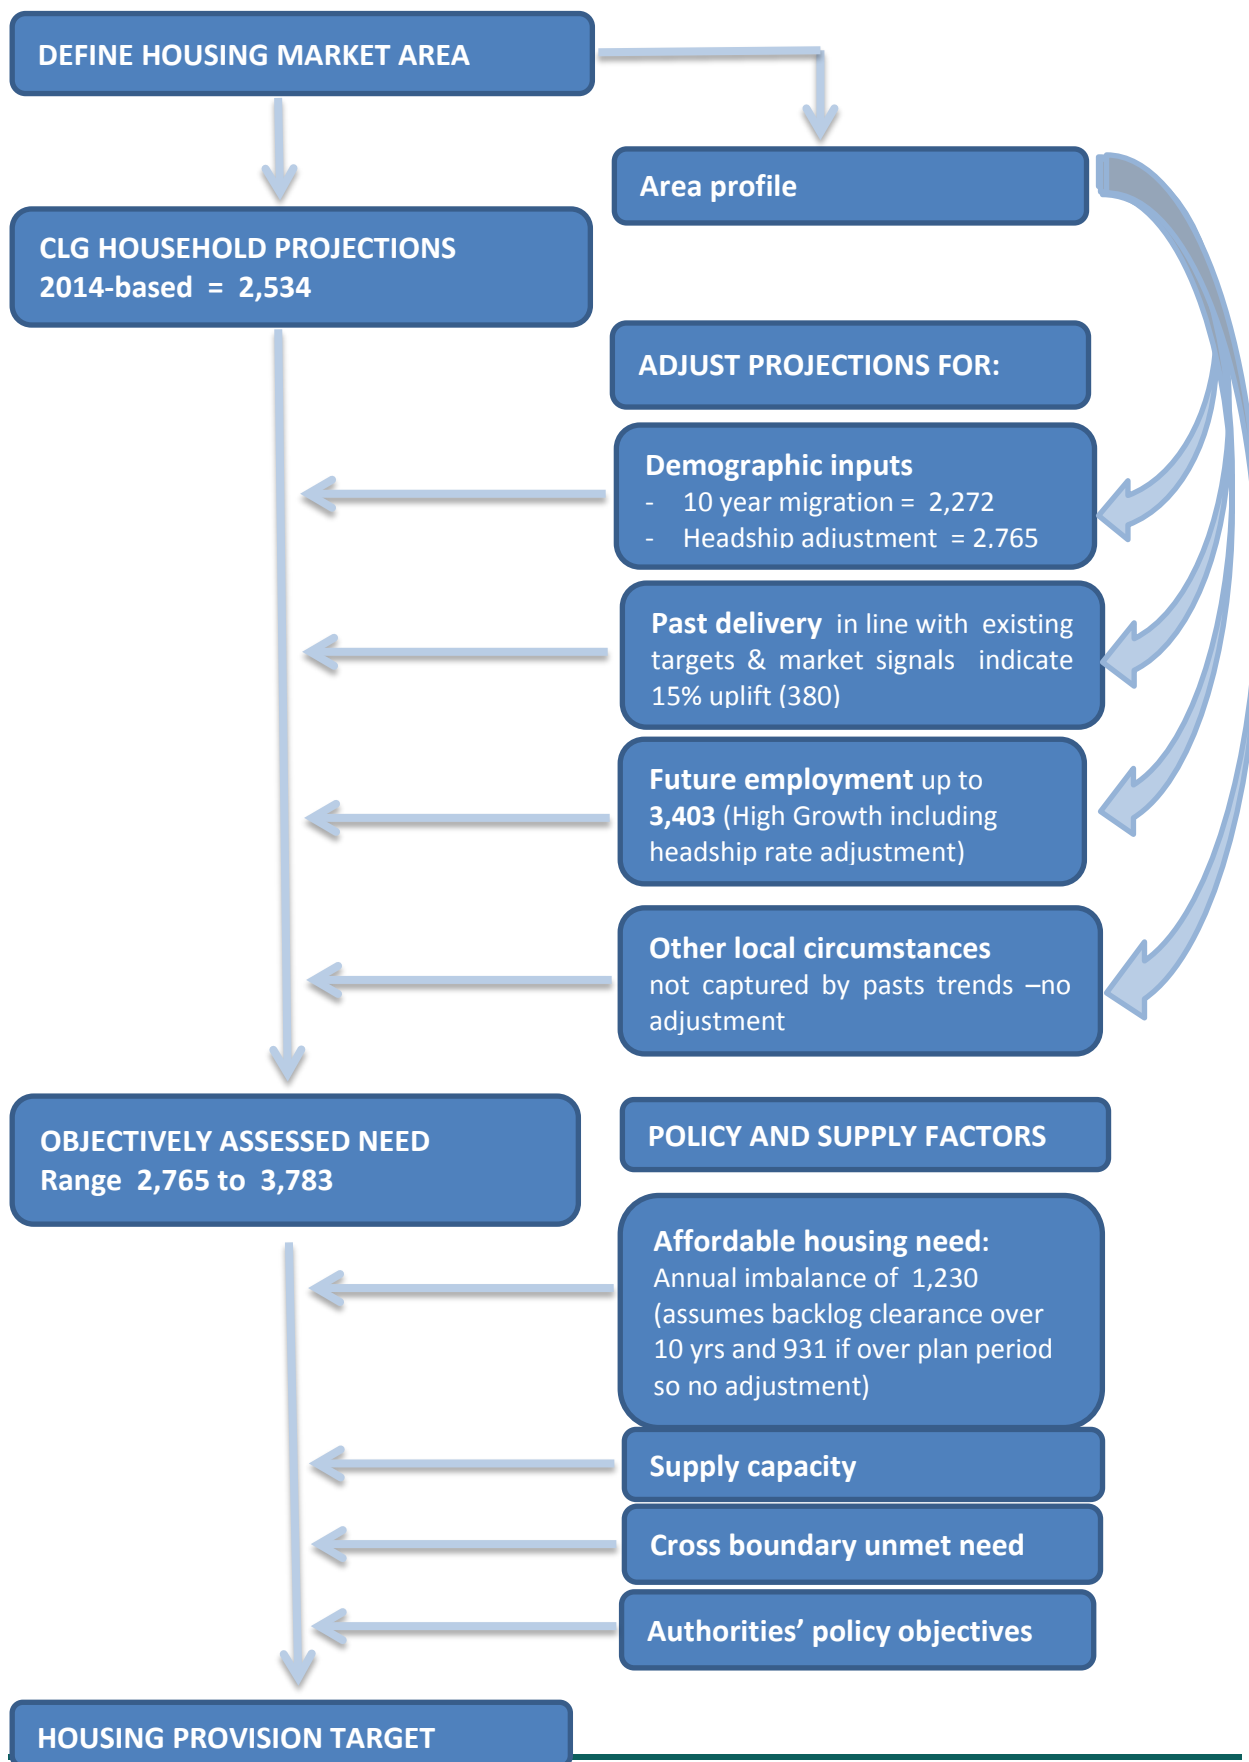 DEFINE HOUSING MARKET AREA
Area profile
CLG HOUSEHOLD PROJECTIONS
2014-based = 2,534
ADJUST PROJECTIONS FOR:
Demographic inputs
- 10 year migration = 2,272
- Headship adjustment = 2,765
Past delivery in line with existing
targets & market signals indicate
15% uplift (380)
Future employment up to
3,403 (High Growth including
headship rate adjustment)
Other local circumstances
not captured by pasts trends –no
adjustment
OBJECTIVELY ASSESSED NEED
Range 2,765 to 3,783
POLICY AND SUPPLY FACTORS
Affordable housing need:
Annual imbalance of 1,230
(assumes backlog clearance over
10 yrs and 931 if over plan period
so no adjustment)
Supply capacity
Cross boundary unmet need
Authorities’ policy objectives
HOUSING PROVISION TARGET